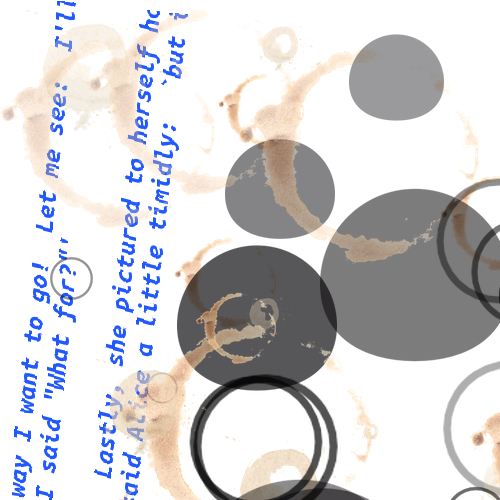 way I want to go! Let me see: I'll
I said "What for?"'
Lastly, she pictured to herself
said Alice a little timidly: `but